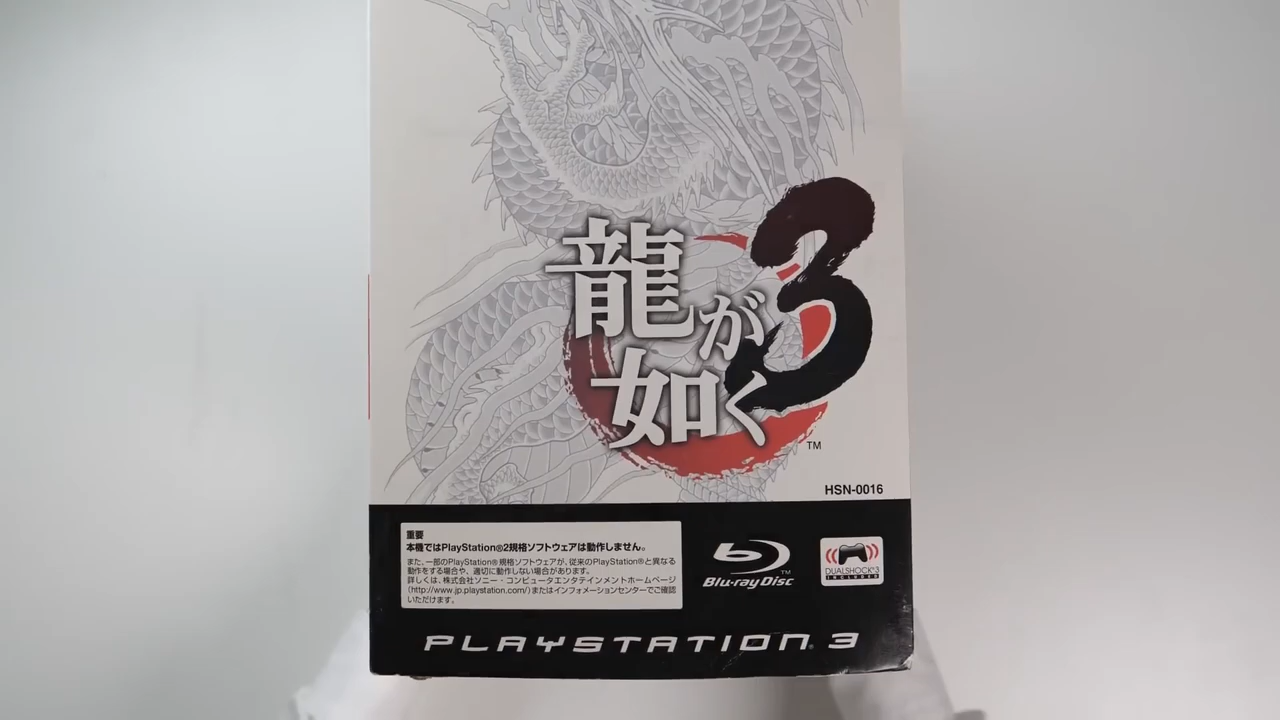 龍が
如く3
TM
HSN-0016
重要
本機ではPlayStation®2規格ソフトウェアは動作しません。
また、一部のPlayStation®規格ソフトウェアが、従来のPlayStation®と異なる
動作をする場合や、適切に動作しない場合があります。
詳しくは、株式会社ソニー・コンピュータエンタテインメントホームページ
(http://www.jp.playstation.com/)またはインフォメーションセンターでご確認
いただけます。
Blu-ray Disc TM
DUALSHOCK®3
INCLUDED
PLAYSTATION® 3